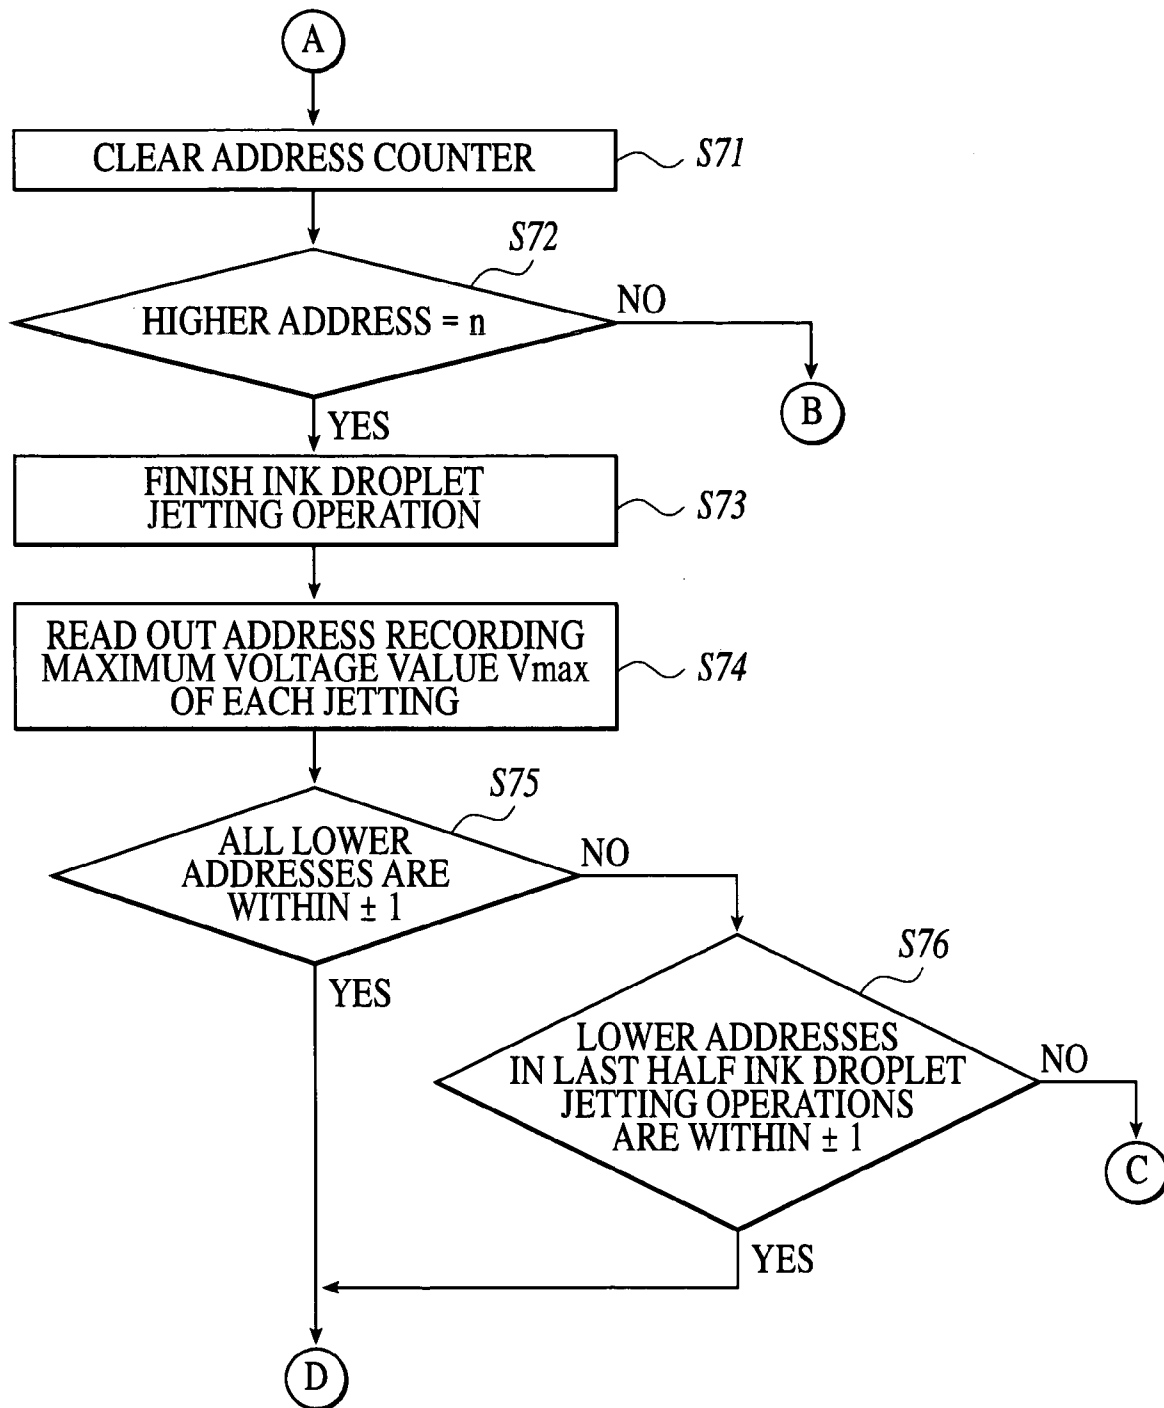 A
CLEAR ADDRESS COUNTER
S71
S72
HIGHER ADDRESS = n
NO
B
YES
FINISH INK DROPLET
JETTING OPERATION
S73
READ OUT ADDRESS RECORDING
MAXIMUM VOLTAGE VALUE Vmax
OF EACH JETTING
S74
S75
ALL LOWER
ADDRESSES ARE
WITHIN ± 1
NO
YES
S76
LOWER ADDRESSES
IN LAST HALF INK DROPLET
JETTING OPERATIONS
ARE WITHIN ± 1
NO
C
YES
D